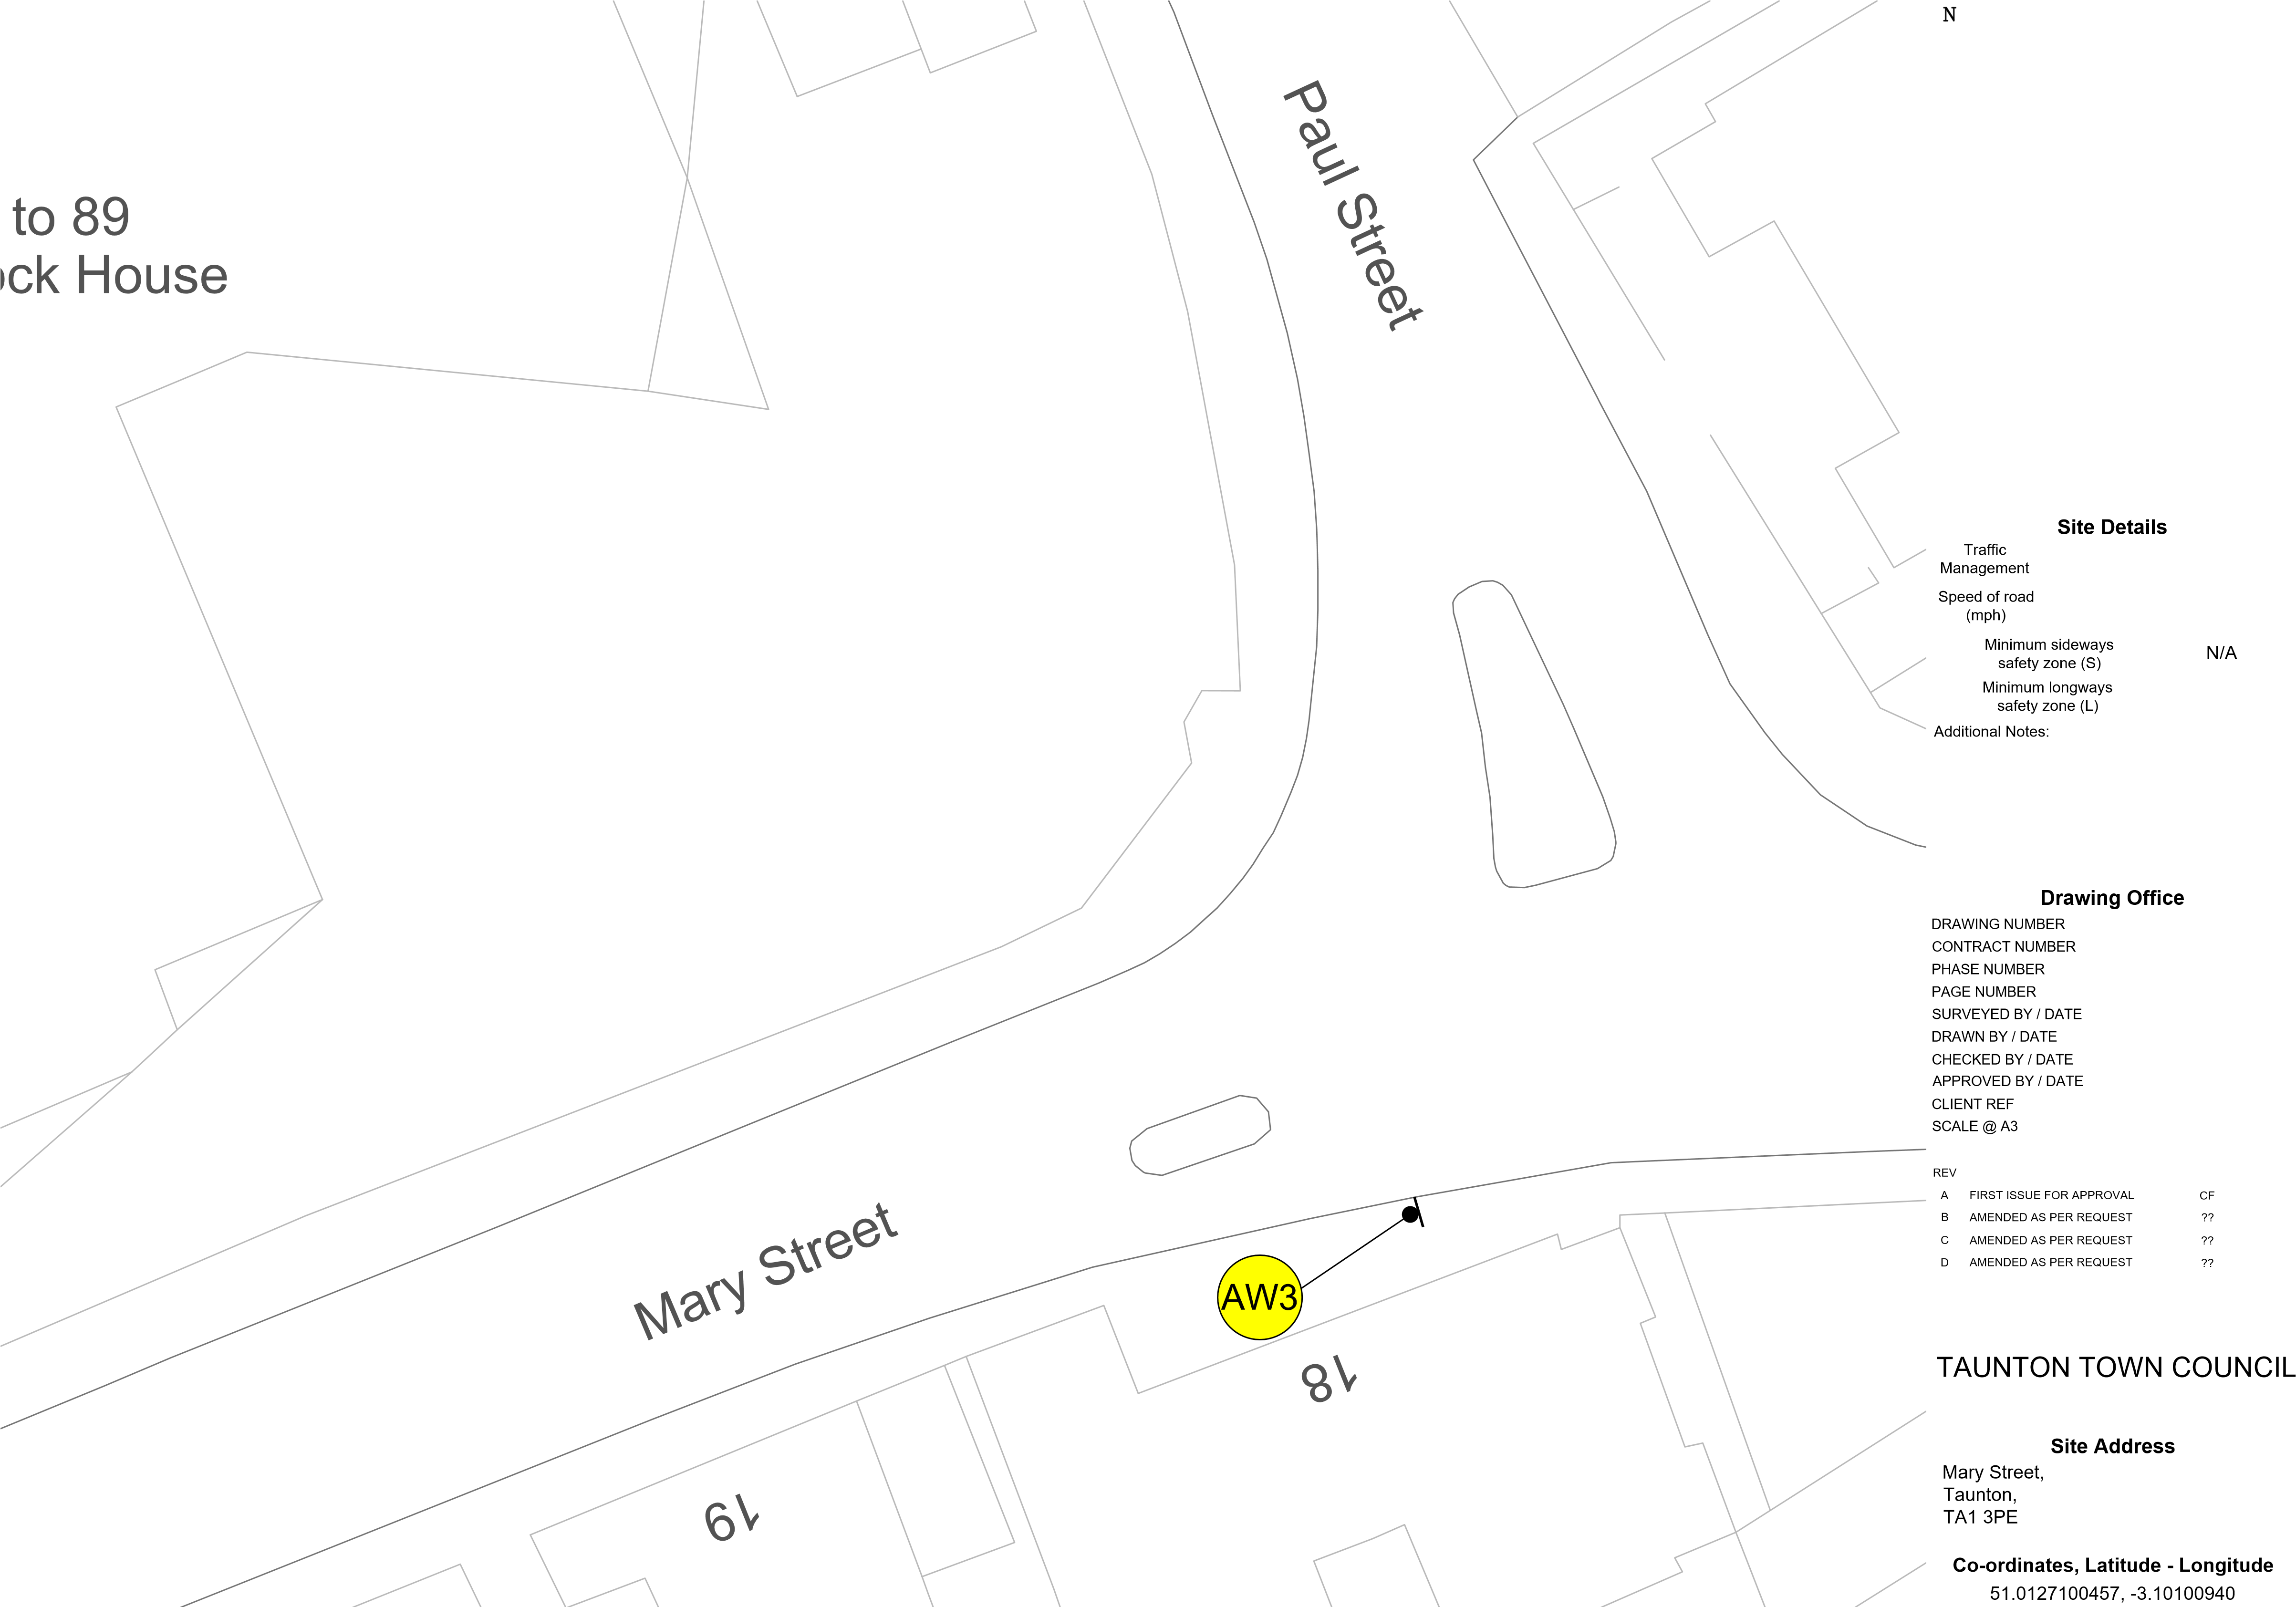 N
Paul Street
to 89
ck House
Site Details
Traffic
Management
Speed of road
(mph)
Minimum sideways
safety zone (S)
N/A
Minimum longways
safety zone (L)
Additional Notes:
Drawing Office
DRAWING NUMBER
CONTRACT NUMBER
PHASE NUMBER
PAGE NUMBER
SURVEYED BY / DATE
DRAWN BY / DATE
CHECKED BY / DATE
APPROVED BY / DATE
CLIENT REF
SCALE @ A3
REV
A FIRST ISSUE FOR APPROVAL CF
B AMENDED AS PER REQUEST ??
C AMENDED AS PER REQUEST ??
D AMENDED AS PER REQUEST ??
Mary Street
AW3
18
19
TAUNTON TOWN COUNCIL
Site Address
Mary Street,
Taunton,
TA1 3PE
Co-ordinates, Latitude - Longitude
51.0127100457, -3.10100940